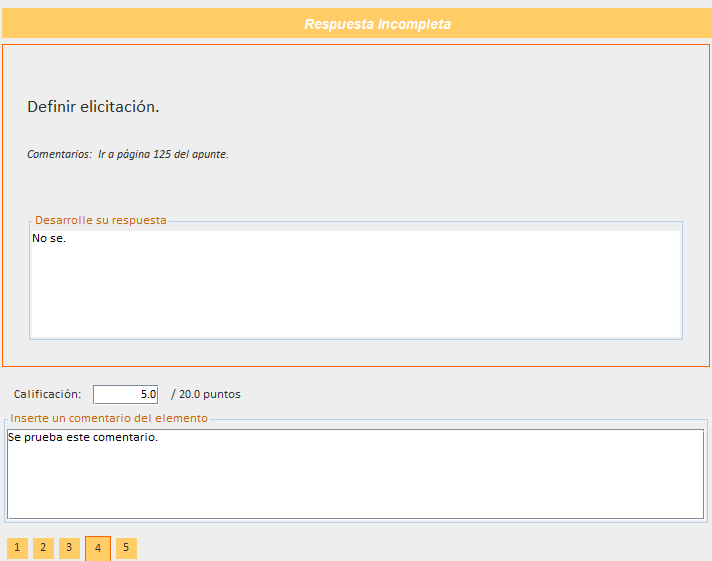 Respuesta Incompleta
Definir elicitación.
Comentarios: Ir a página 125 del apunte.
Desarrolle su respuesta
No se.
Calificación: 5.0 / 20.0 puntos
Inserte un comentario del elemento
Se prueba este comentario.
1 2 3 4 5